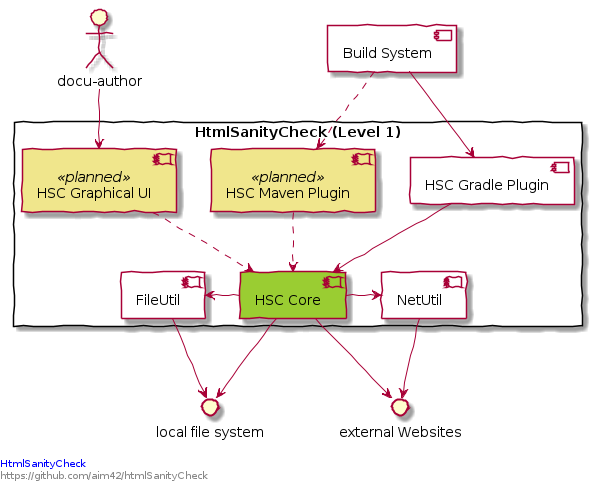 docu-author
Build System
HtmlSanityCheck (Level 1)
«planned»
HSC Graphical UI
«planned»
HSC Maven Plugin
HSC Gradle Plugin
FileUtil
HSC Core
NetUtil
local file system
external Websites
HtmlSanityCheck
https://github.com/aim42/htmlSanityCheck